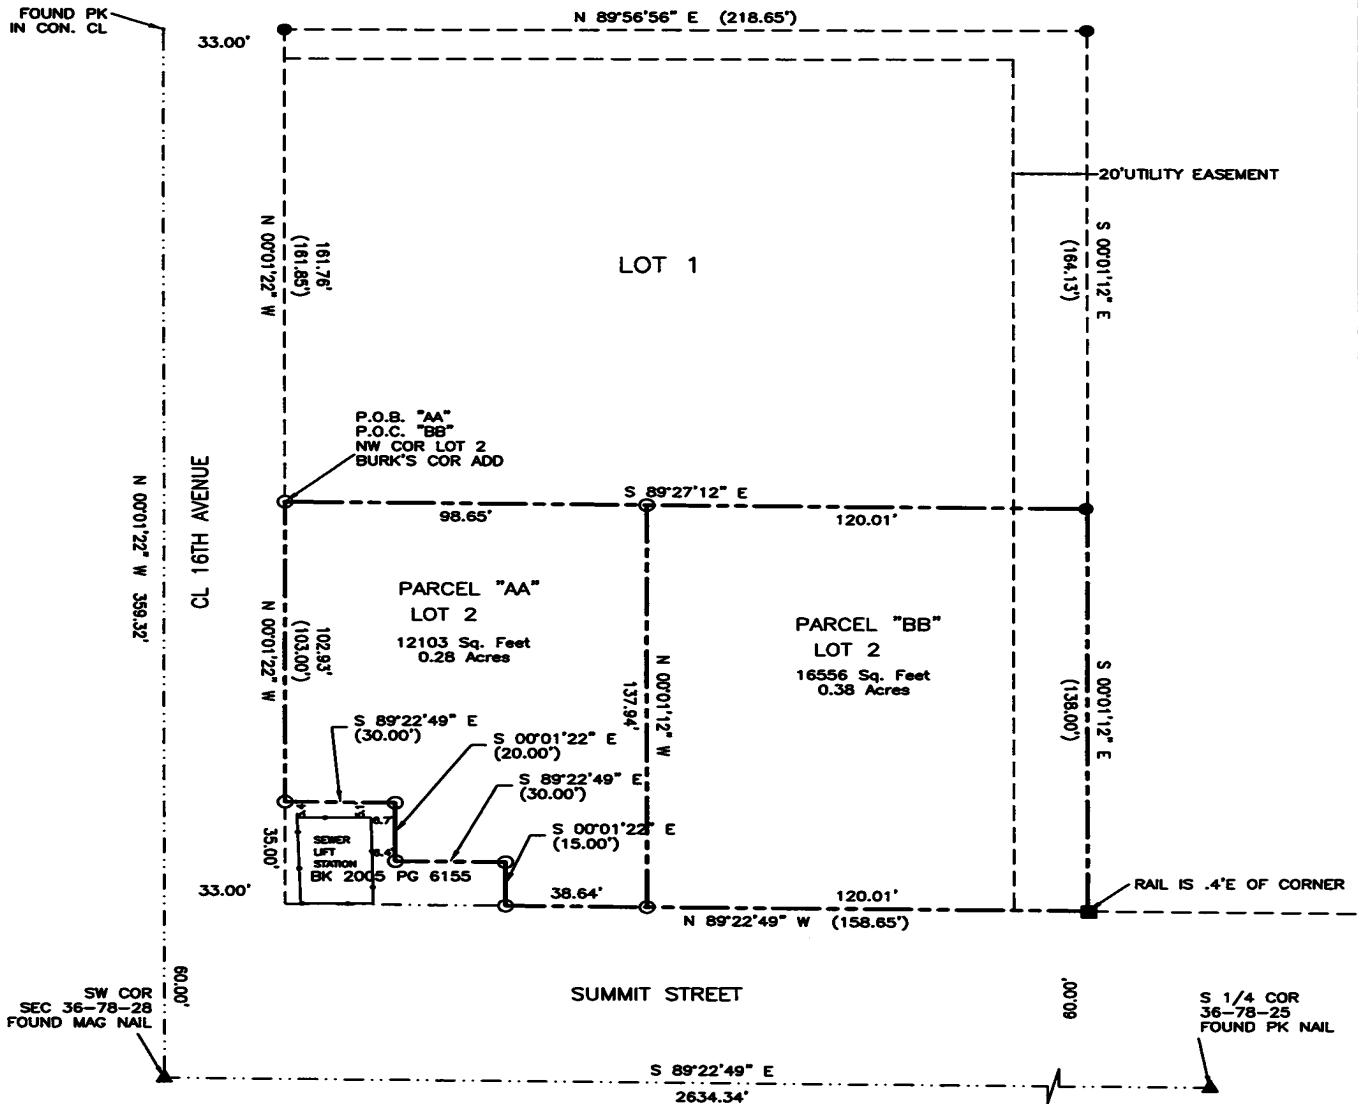 FOUND PK
IN CON. CL
N 89°56'56" E (218.65')
33.00'
20'UTILITY EASEMENT
N 00°01'22" W
(161.85')
161.76'
LOT 1
S 00°01'12" E
(164.13')
P.O.B. "AA"
P.O.C. "BB"
NW COR LOT 2
BURK'S COR ADD
CL 16TH AVENUE
N 00°01'22" W 359.32'
S 89°27'12" E
98.65'
120.01'
PARCEL "AA"
LOT 2
12103 Sq. Feet
0.28 Acres
PARCEL "BB"
LOT 2
16556 Sq. Feet
0.38 Acres
N 00°01'22" W
(103.00')
102.93'
N 00°01'12" W
137.94'
S 00°01'12" E
(138.00')
S 89°22'49" E
(30.00')
S 00°01'22" E
(20.00')
S 89°22'49" E
(30.00')
S 00°01'22" E
(15.00')
35.00'
SEWER
LIFT
STATION
BK 2005 PG 6155
33.00'
38.64'
120.01'
N 89°22'49" W (158.65')
RAIL IS .4'E OF CORNER
60.00'
SUMMIT STREET
60.00'
SW COR
SEC 36-78-28
FOUND MAG NAIL
S 1/4 COR
36-78-25
FOUND PK NAIL
S 89°22'49" E
2634.34'